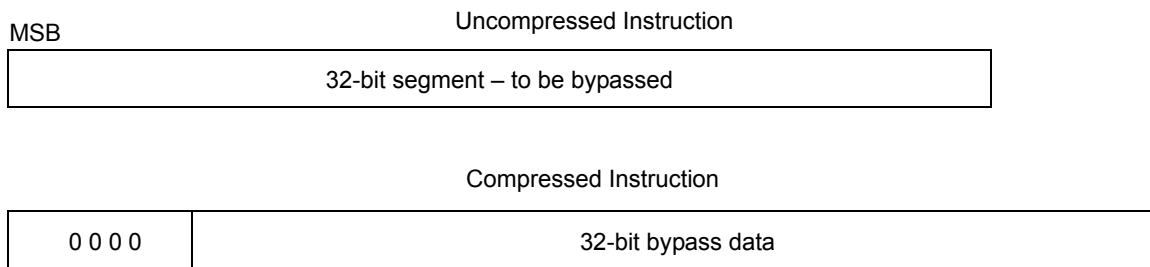 Uncompressed Instruction
MSB
32-bit segment – to be bypassed
Compressed Instruction
0 0 0 0 32-bit bypass data